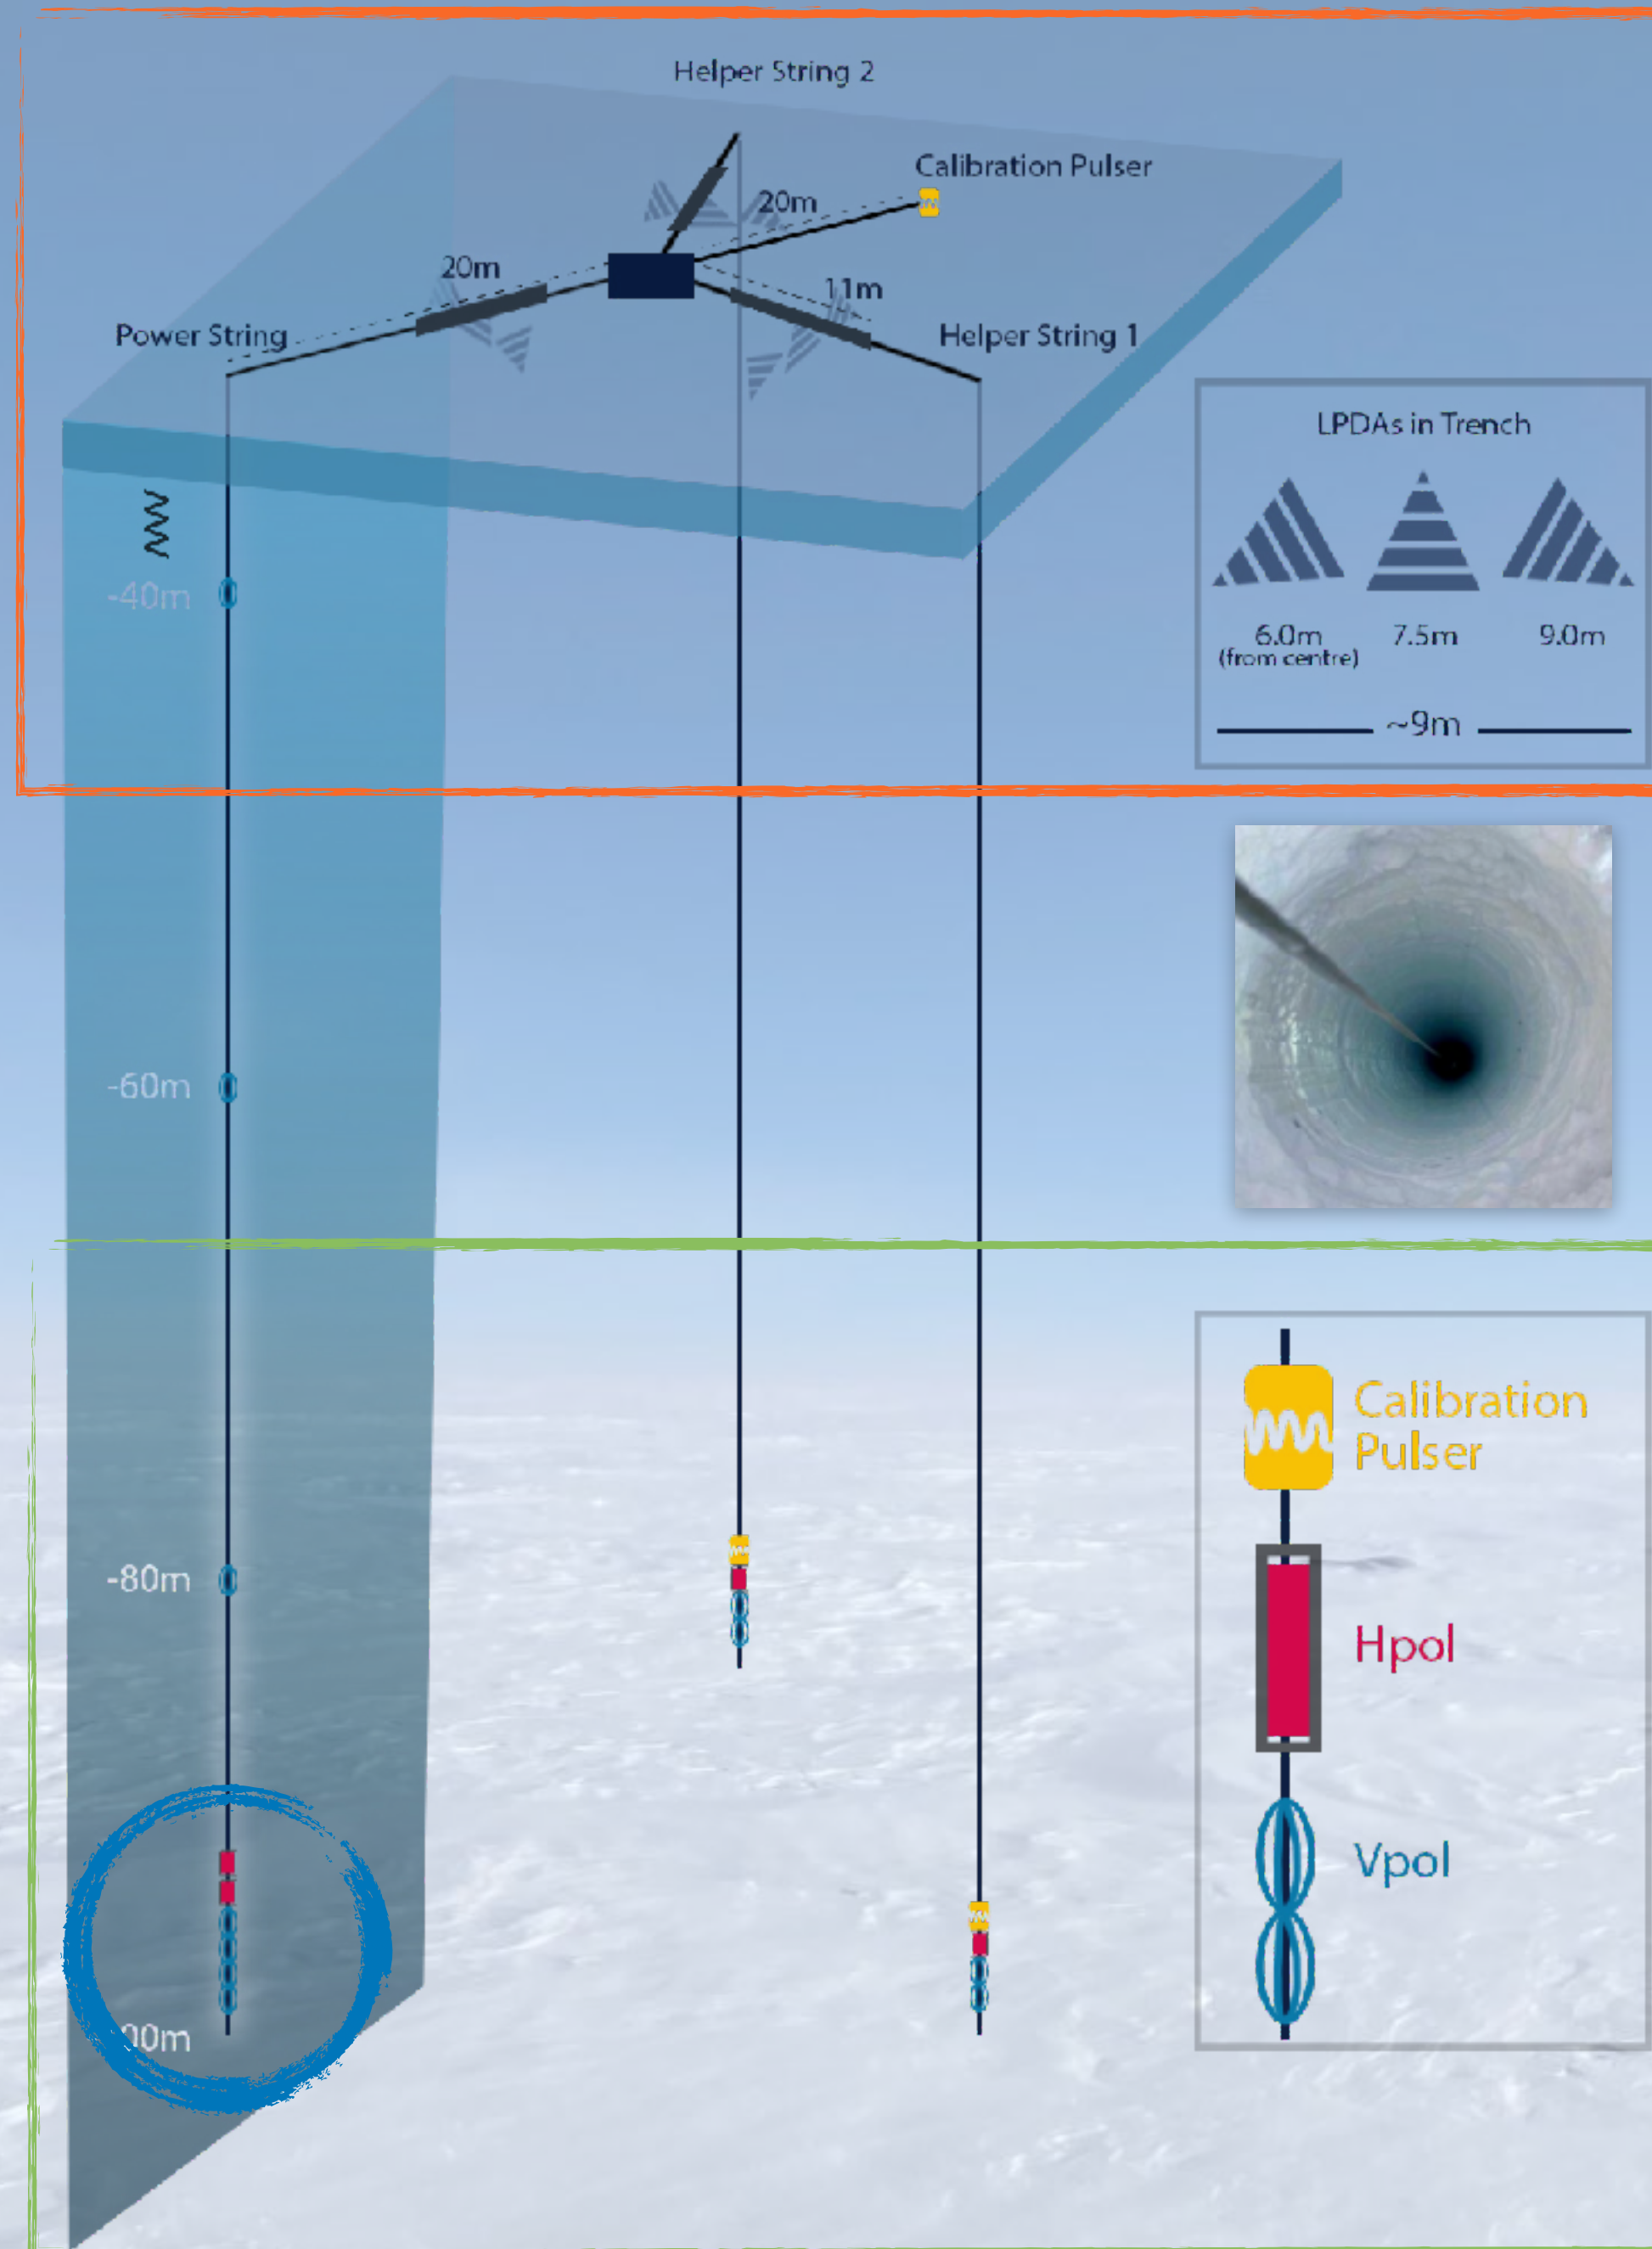 Helper String 2
Calibration Pulser
20m
20m
11m
Power String
Helper String 1
LPDAs in Trench
6.0m
(from centre)
7.5m
9.0m
~9m
-40m
-60m
-80m
Calibration
Pulser
Hpol
Vpol